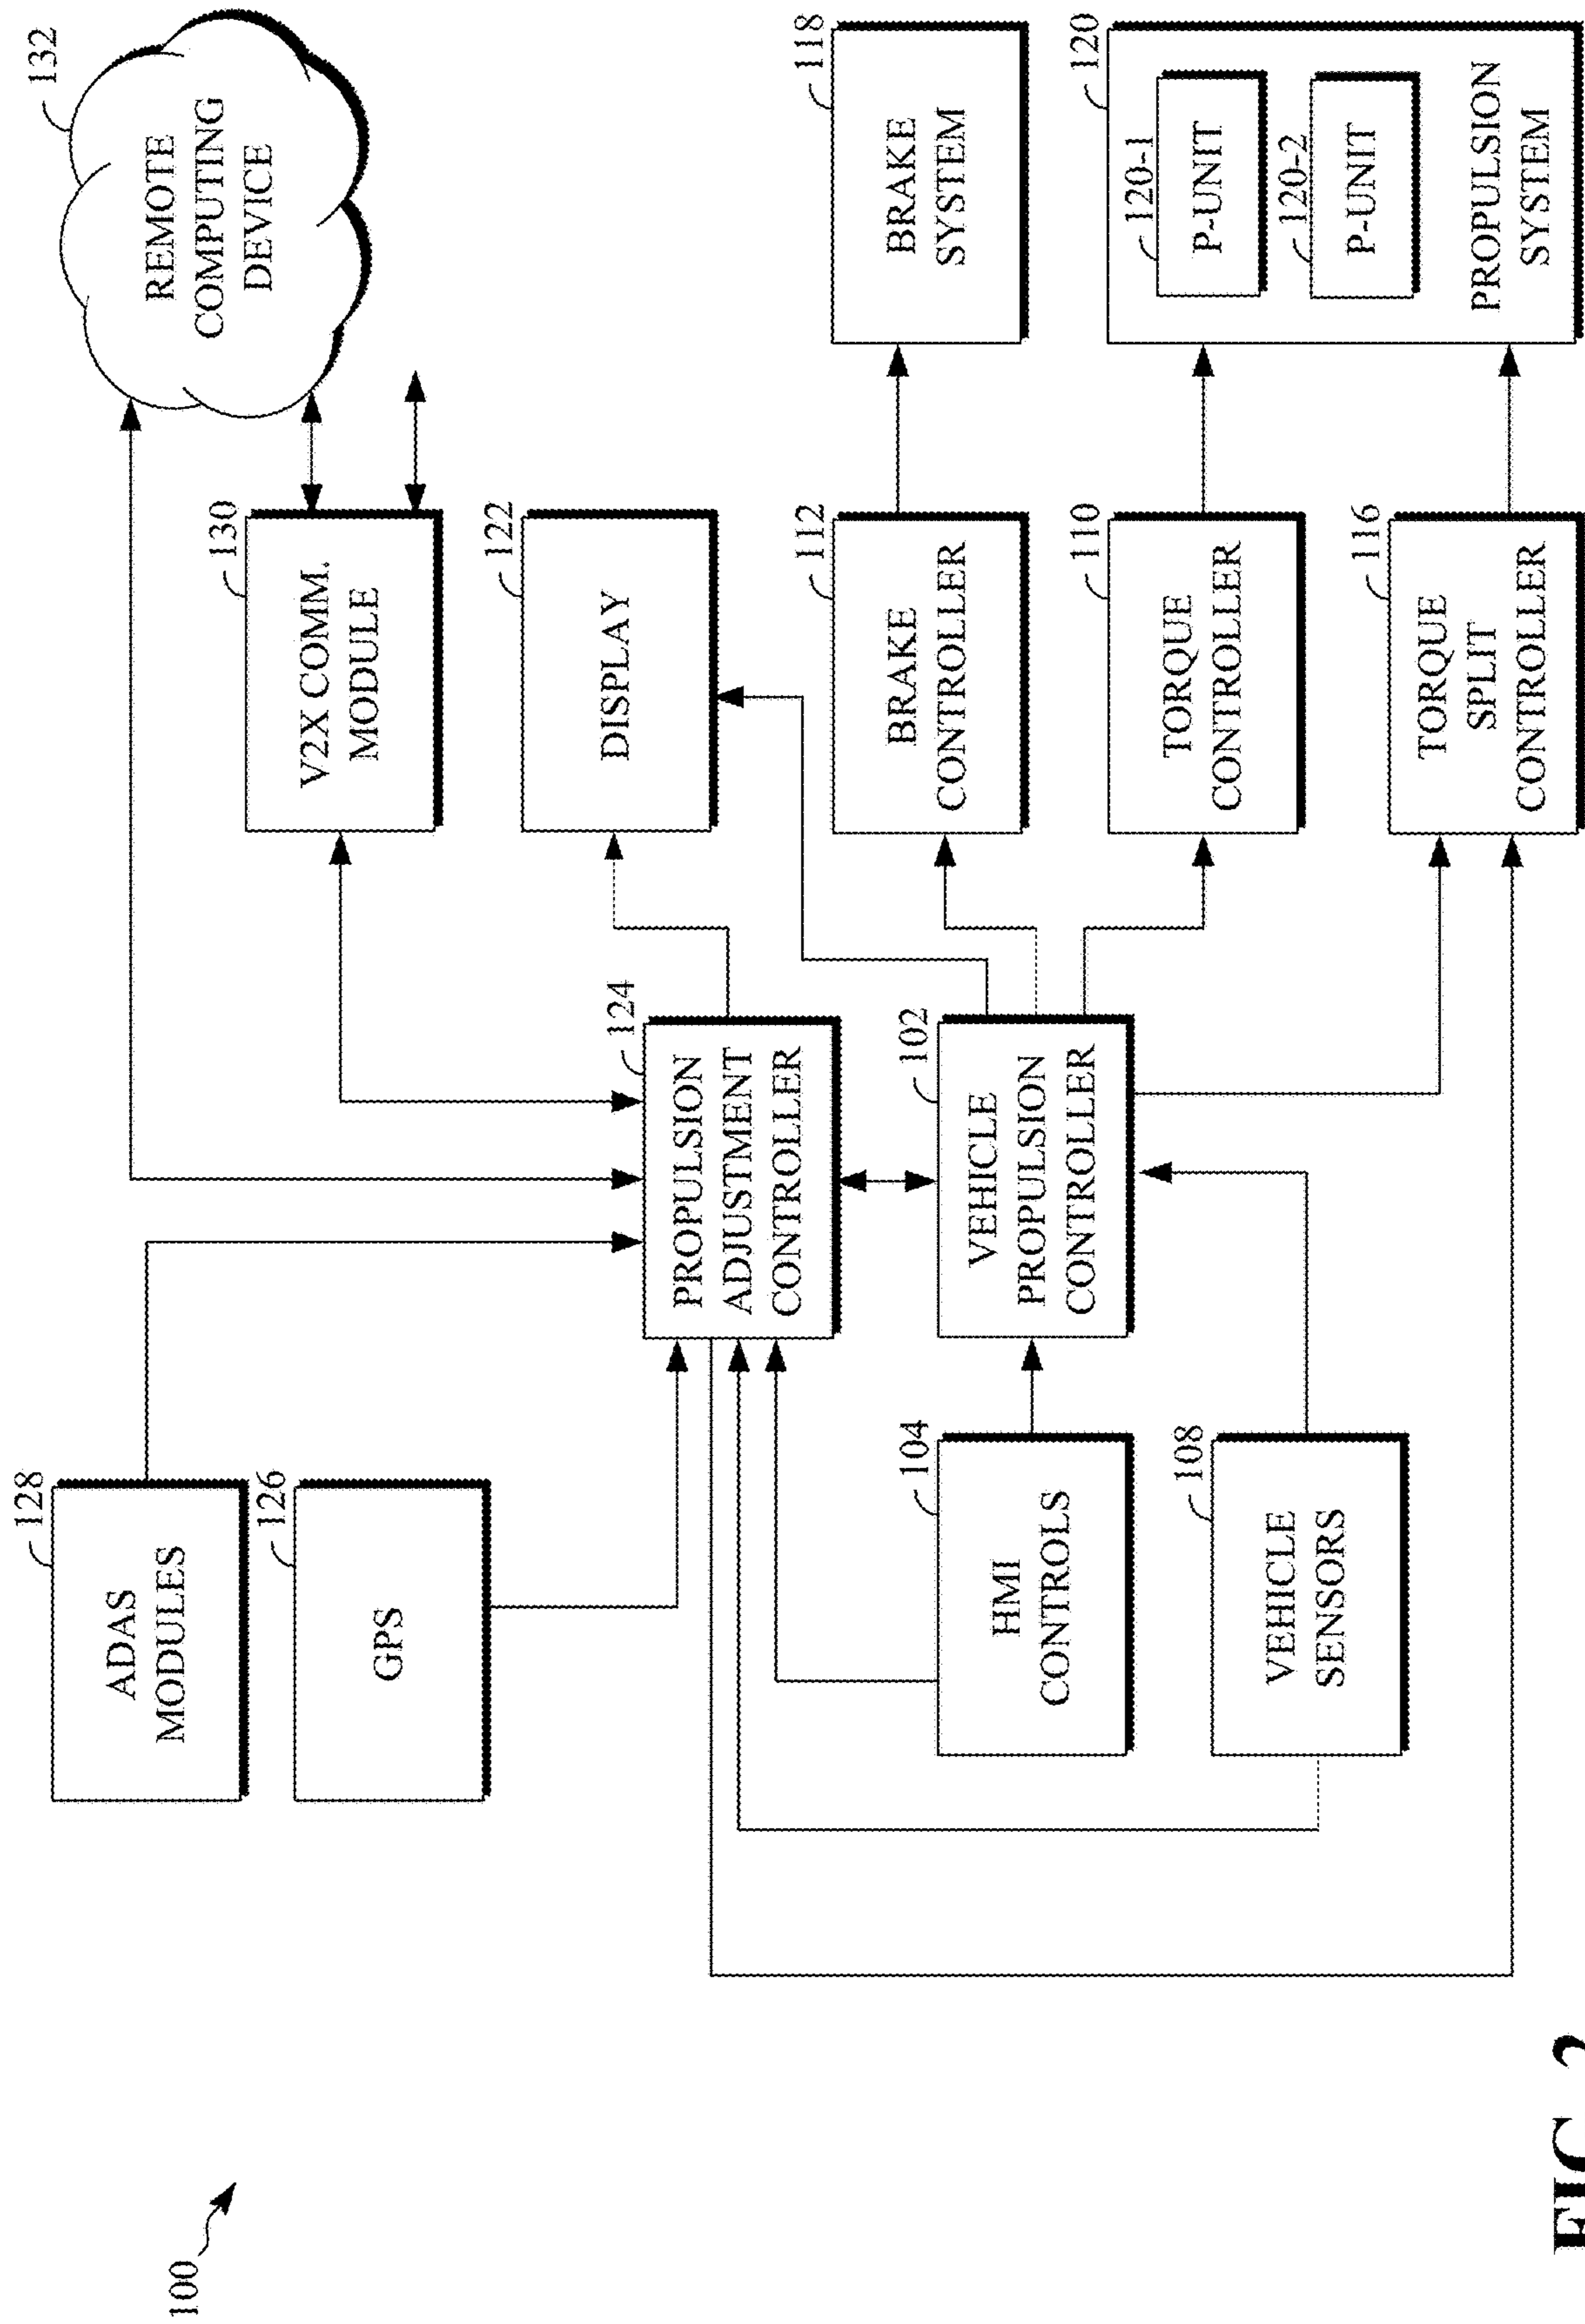 100
128
ADAS
MODULES
126
GPS
104
HMI
CONTROLS
108
VEHICLE
SENSORS
124
PROPULSION
ADJUSTMENT
CONTROLLER
102
VEHICLE
PROPULSION
CONTROLLER
130
V2X COMM.
MODULE
122
DISPLAY
112
BRAKE
CONTROLLER
110
TORQUE
CONTROLLER
116
TORQUE
SPLIT
CONTROLLER
132
REMOTE
COMPUTING
DEVICE
118
BRAKE
SYSTEM
120
120-1
P-UNIT
120-2
P-UNIT
PROPULSION
SYSTEM